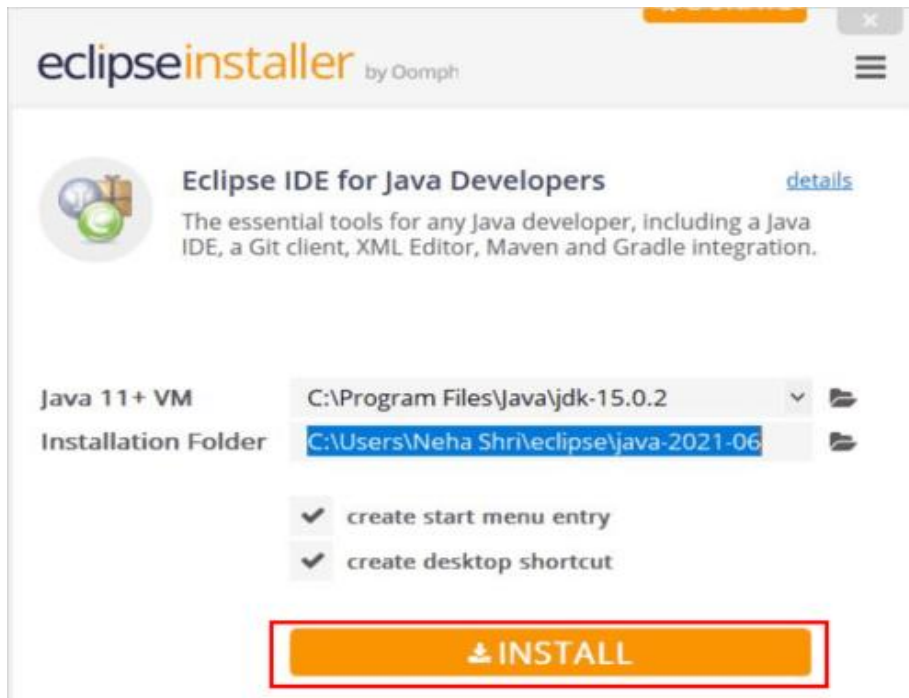 eclipseinstaller by Oomph
Eclipse IDE for Java Developers details
The essential tools for any Java developer, including a Java
IDE, a Git client, XML Editor, Maven and Gradle integration.
Java 11+ VM C:\Program Files\Java\jdk-15.0.2
Installation Folder C:\Users\Neha Shri\eclipse\java-2021-06
create start menu entry
create desktop shortcut
INSTALL